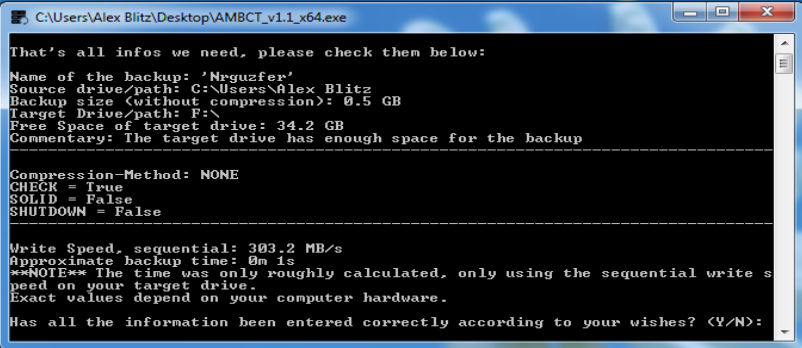 C:\Users\Alex Blitz\Desktop\AMBCT_v1.1_x64.exe
That's all infos we need, please check them below:
Name of the backup: 'Nrguzfer'
Source drive/path: C:\Users\Alex Blitz
Backup size (without compression): 0.5 GB
Target Drive/path: F:\
Free Space of target drive: 34.2 GB
Commentary: The target drive has enough space for the backup
Compression-Method: NONE
CHECK = True
SOLID = False
SHUTDOWN = False
Write Speed, sequential: 303.2 MB/s
Approximate backup time: 0m 1s
**NOTE** The time was only roughly calculated, only using the sequential write s
peed on your target drive.
Exact values depend on your computer hardware.
Has all the information been entered correctly according to your wishes? (Y/N):